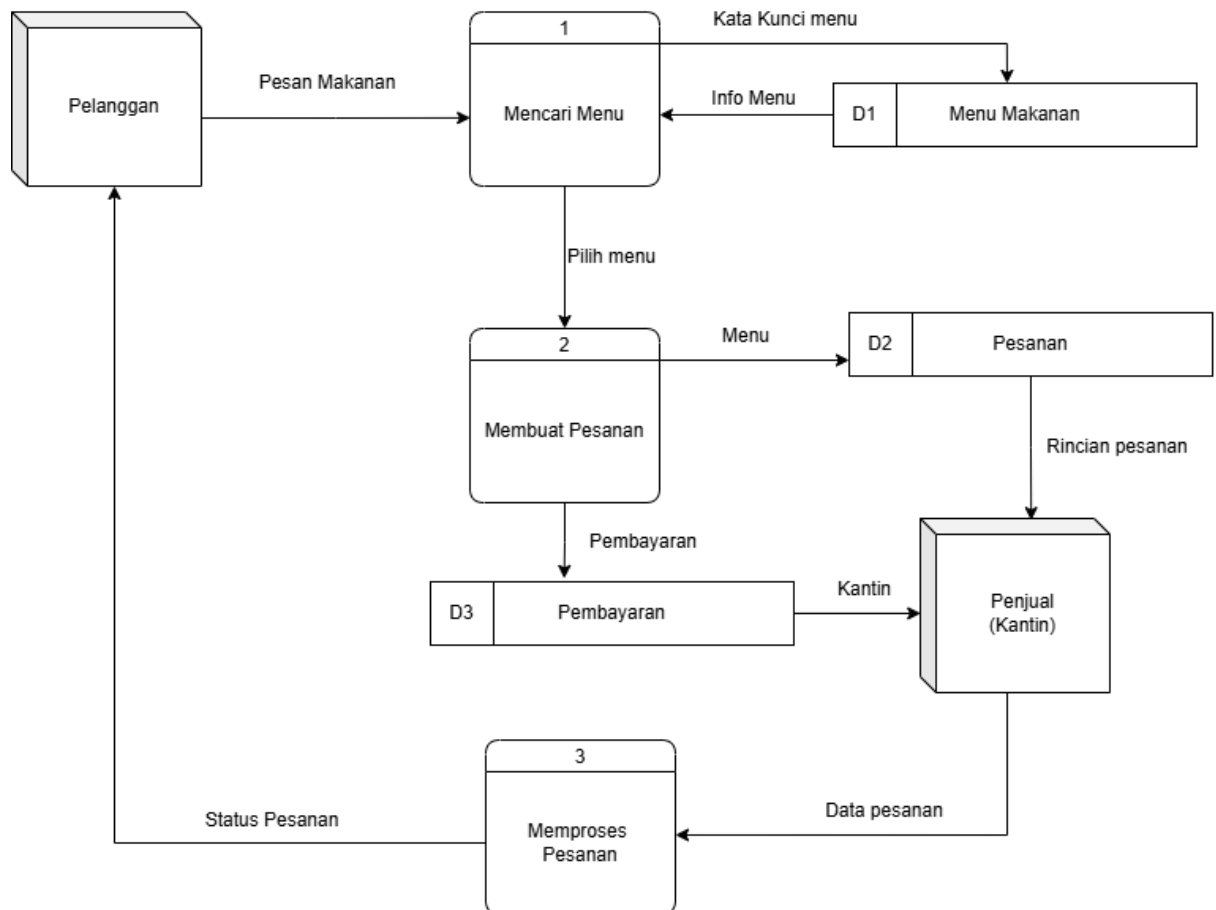 1
Kata Kunci menu
Pesan Makanan
Pelanggan
Mencari Menu
Info Menu
D1
Menu Makanan
Pilih menu
2
Menu
D2
Pesanan
Membuat Pesanan
Rincian pesanan
Pembayaran
D3
Pembayaran
Kantin
Penjual
(Kantin)
3
Status Pesanan
Memproses
Pesanan
Data pesanan